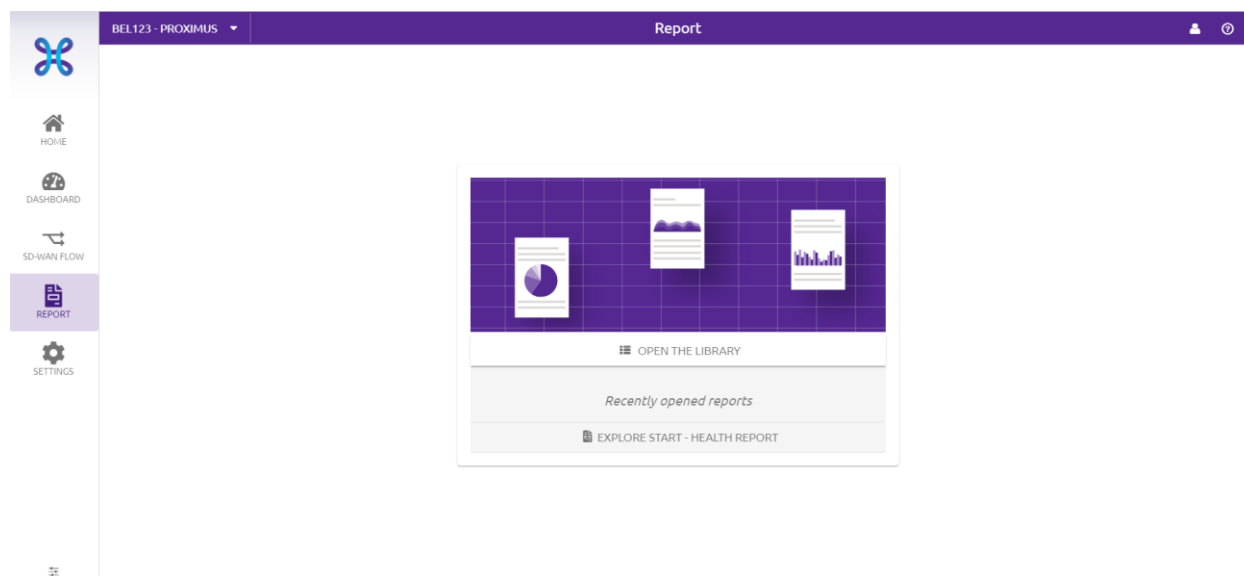 BEL123 - PROXIMUS
Report
HOME
DASHBOARD
SD-WAN FLOW
REPORT
SETTINGS
OPEN THE LIBRARY
Recently opened reports
EXPLORE START - HEALTH REPORT